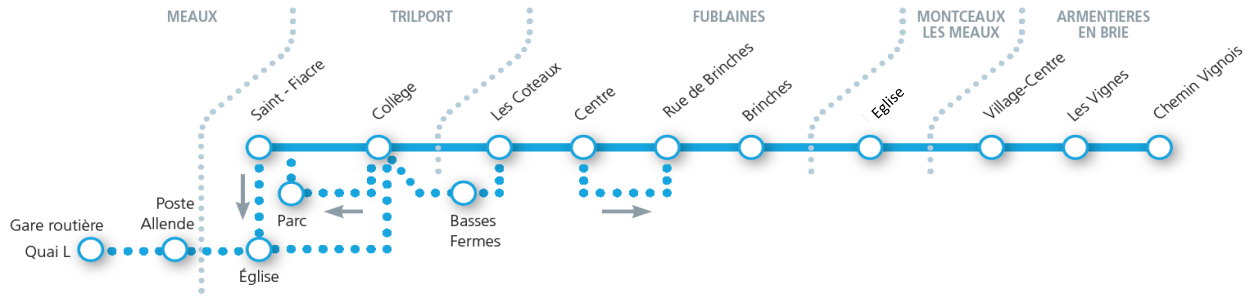 MEAUX
TRILPORT
FUBLAINES
MONTCEAUX
LES MEAUX
ARMENTIERES
EN BRIE
Saint - Fiacre
Collège
Les Coteaux
Centre
Rue de Brinches
Brinches
Eglise
Village-Centre
Les Vignes
Chemin Vignois
Gare routière
Quai L
Poste
Allende
Église
Parc
Basses
Fermes